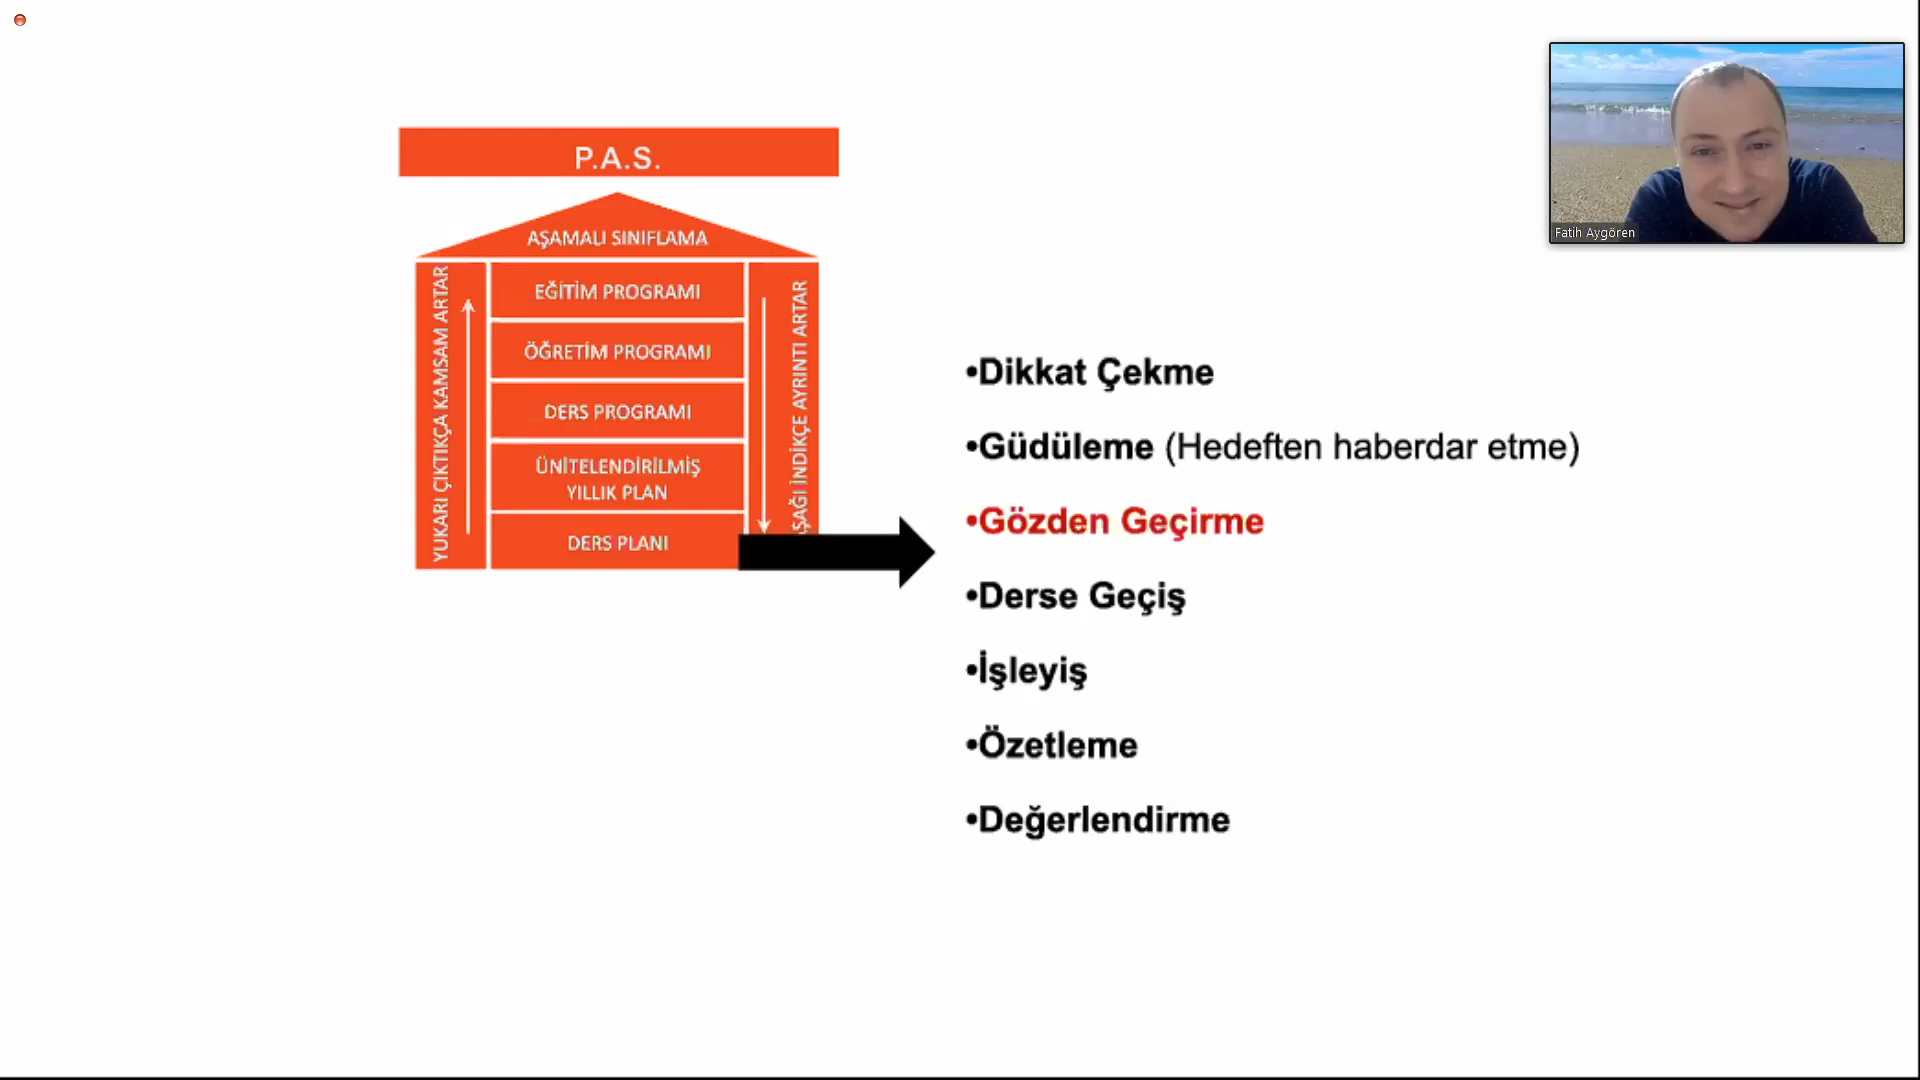 P.A.S.
AŞAMALI SINIFLAMA
YUKARI ÇIKTIKÇA KAMSAM ARTAR
EĞİTİM PROGRAMI
ÖĞRETİM PROGRAMI
DERS PROGRAMI
ÜNİTELENDİRİLMİŞ
YILLIK PLAN
DERS PLANI
ŞAĞI İNDİKÇE AYRINTI ARTAR
•Dikkat Çekme
•Güdüleme (Hedeften haberdar etme)
•Gözden Geçirme
•Derse Geçiş
•İşleyiş
•Özetleme
•Değerlendirme
Fatih Aygören